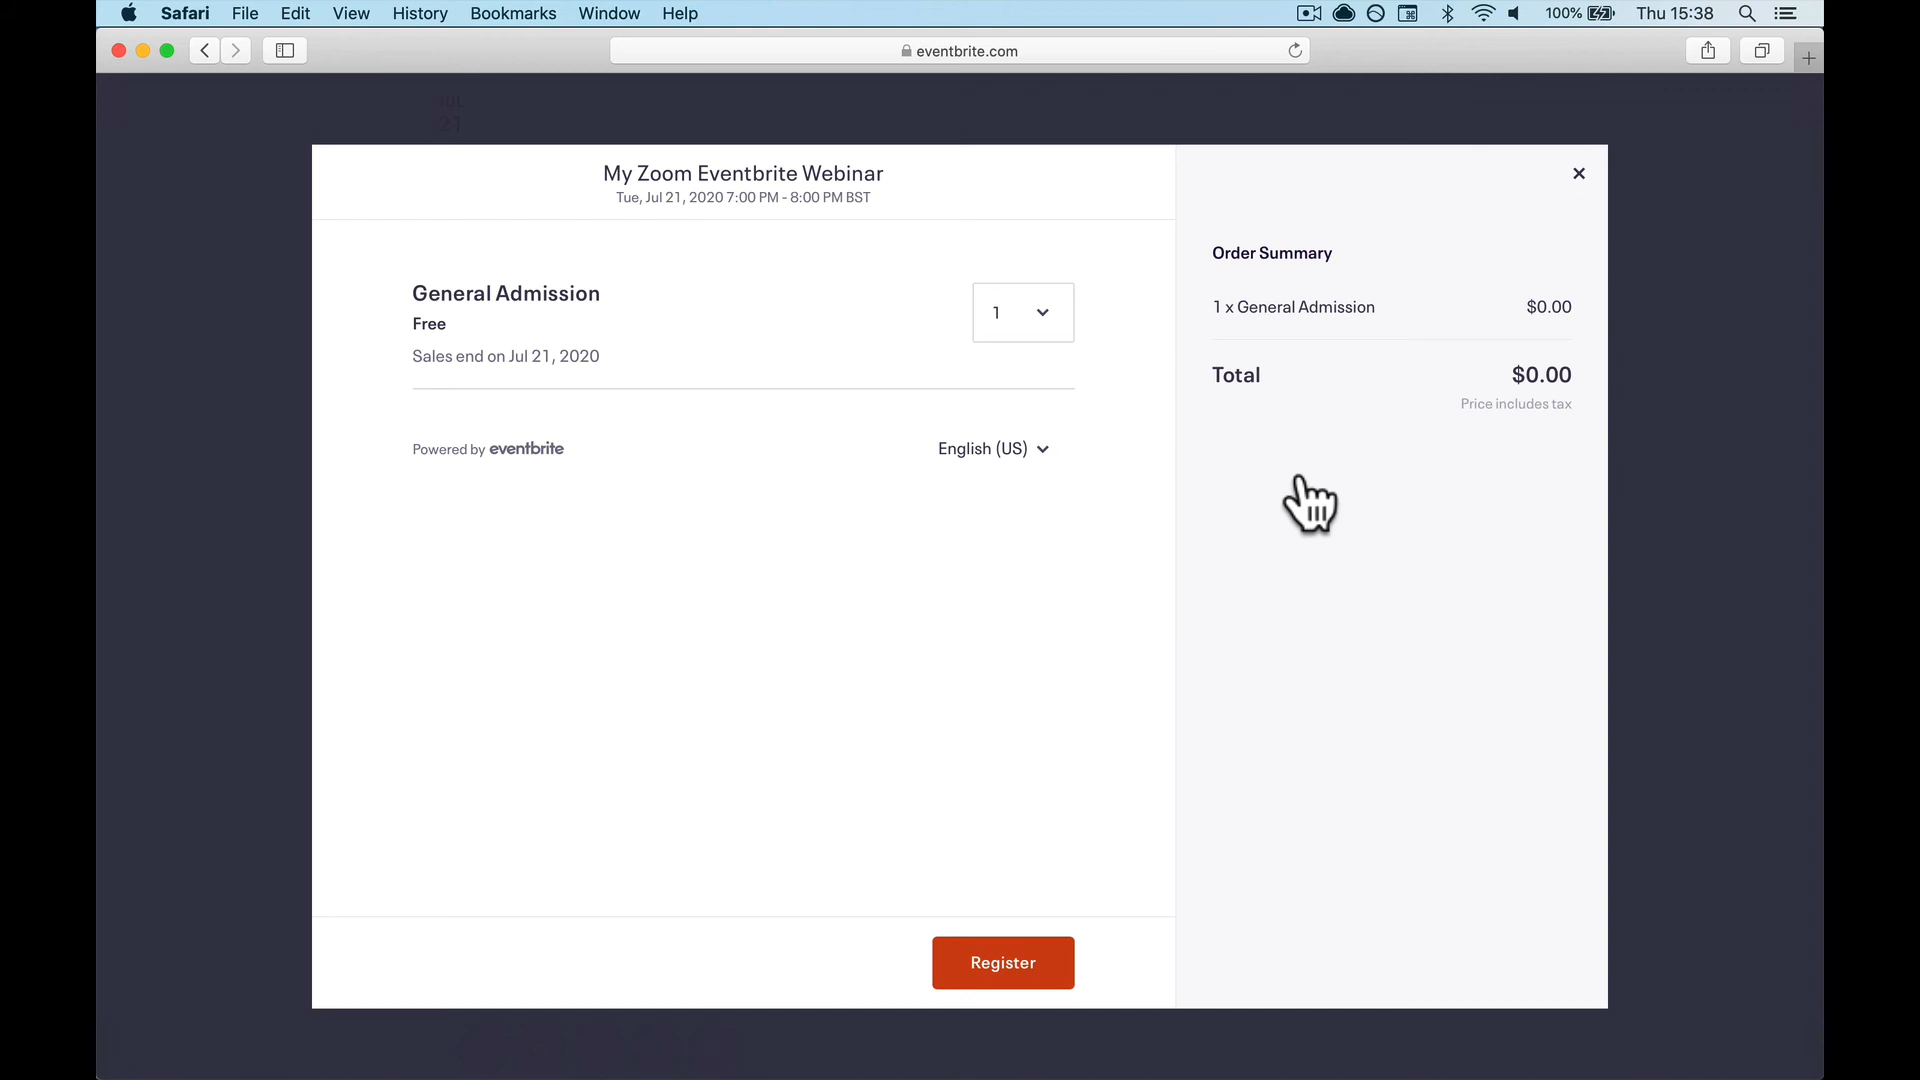 Safari File Edit View History Bookmarks Window Help 100% Thu 15:38
eventbrite.com
JUL
21
My Zoom Eventbrite Webinar
Tue, Jul 21, 2020 7:00 PM - 8:00 PM BST
General Admission
Free
Sales end on Jul 21, 2020
1
Powered by eventbrite
English (US)
Register
Order Summary
1 x General Admission $0.00
Total $0.00
Price includes tax